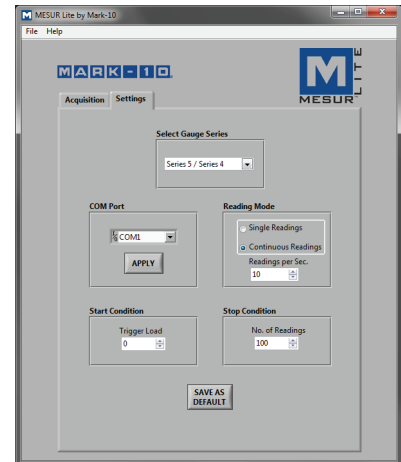 MESUR Lite by Mark-10
File Help
MARK-10
M
MESUR LITE
Acquisition Settings
Select Gauge Series
Series 5 / Series 4
COM Port
COM1
APPLY
Reading Mode
Single Readings
Continuous Readings
Readings per Sec.
10
Start Condition
Trigger Load
0
Stop Condition
No. of Readings
100
SAVE AS
DEFAULT